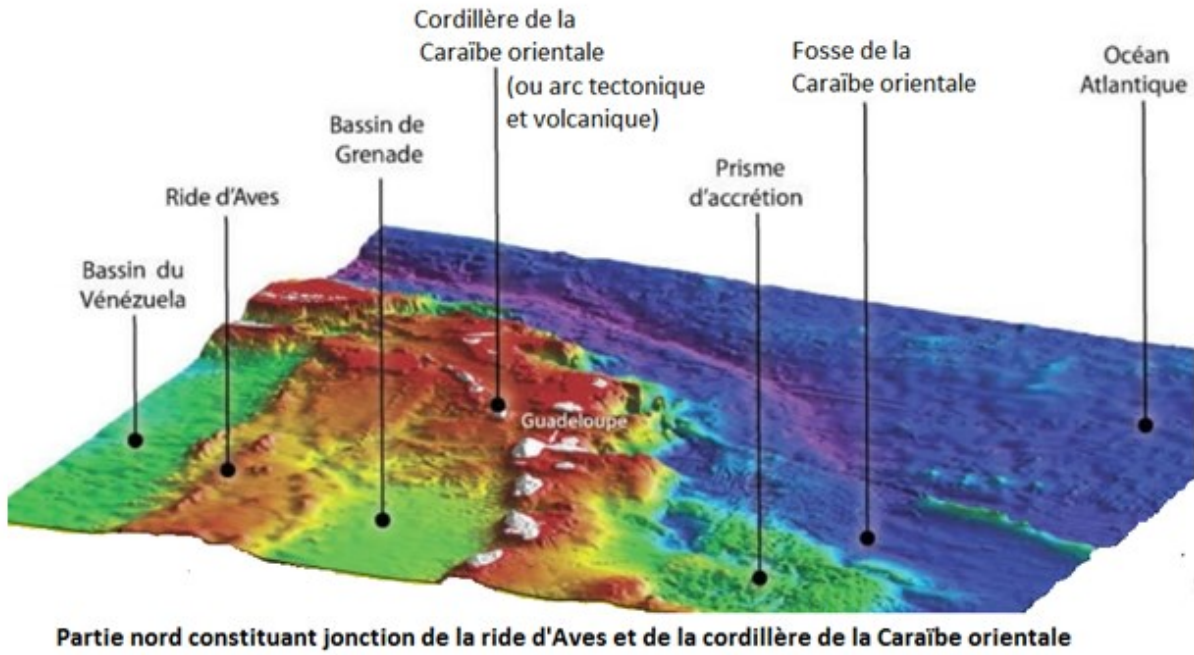 Cordillère de la
Caraïbe orientale
(ou arc tectonique
et volcanique)
Fosse de la
Caraïbe orientale
Océan
Atlantique
Bassin de
Grenade
Prisme
d'accrétion
Ride d'Aves
Bassin du
Vénézuela
Guadeloupe
Partie nord constituant jonction de la ride d'Aves et de la cordillère de la Caraïbe orientale